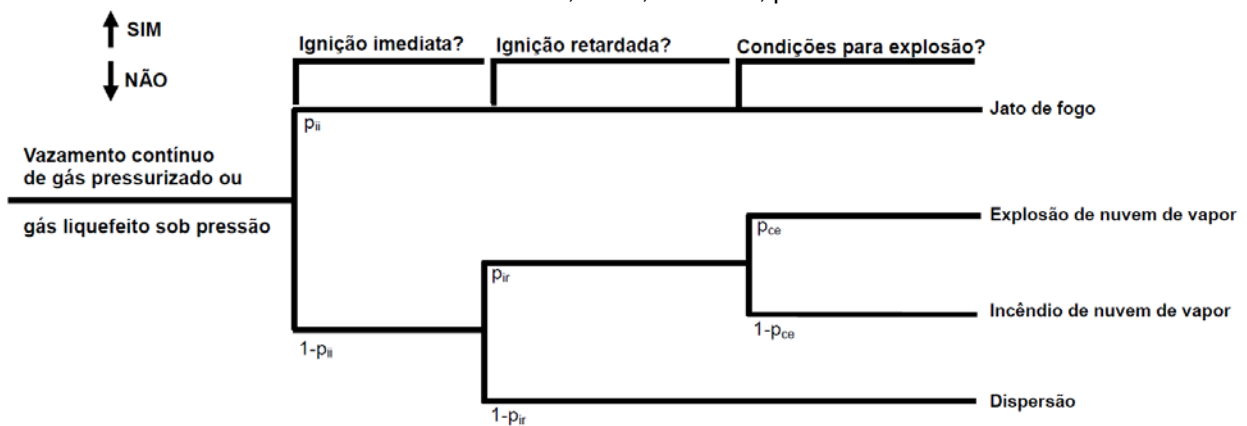 SIM
NÃO
Ignição imediata?
Ignição retardada?
Condições para explosão?
pii
Jato de fogo
Vazamento contínuo
de gás pressurizado ou
gás liquefeito sob pressão
Explosão de nuvem de vapor
pce
pir
Incêndio de nuvem de vapor
1-pce
1-pii
Dispersão
1-pir